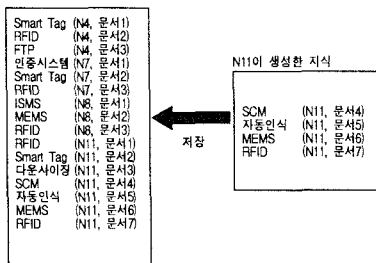 Smart Tag (N4, 문서1)
RFID (N4, 문서2)
FTP (N4, 문서3)
인증시스템 (N7, 문서1)
Smart Tag (N7, 문서2)
RFID (N7, 문서3)
ISMS (N8, 문서1)
MEMS (N8, 문서2)
RFID (N8, 문서3)
RFID (N11, 문서1)
Smart Tag (N11, 문서2)
다운사이징 (N11, 문서3)
SCM (N11, 문서4)
자동인식 (N11, 문서5)
MEMS (N11, 문서6)
RFID (N11, 문서7)
저장
N11이 생성한 지식
SCM (N11, 문서4)
자동인식 (N11, 문서5)
MEMS (N11, 문서6)
RFID (N11, 문서7)